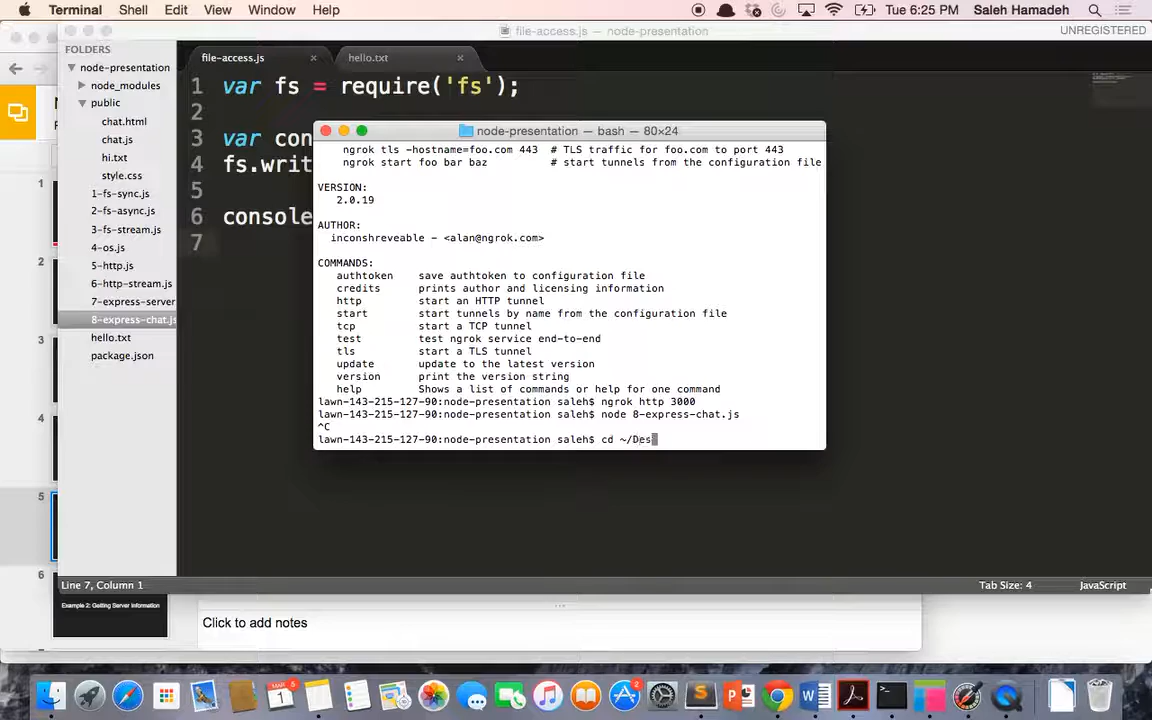 Terminal Shell Edit View Window Help Tue 6:25 PM Saleh Hamadeh
file-access.js — node-presentation UNRESGISTERED
FOLDERS
node-presentation
node_modules
public
chat.html
chat.js
hi.txt
style.css
1-fs-sync.js
2-fs-async.js
3-fs-stream.js
4-os.js
5-http.js
6-http-stream.js
7-express-server
8-express-chat.js
hello.txt
package.json
file-access.js hello.txt
1 var fs = require('fs');
2
3 var con
4 fs.writ
5
6 console
7
node-presentation — bash — 80×24
ngrok tls -hostname=foo.com 443 # TLS traffic for foo.com to port 443
ngrok start foo bar baz # start tunnels from the configuration file
VERSION:
2.0.19
AUTHOR:
inconshreveable - <alan@ngrok.com>
COMMANDS:
authtoken save authtoken to configuration file
credits prints author and licensing information
http start an HTTP tunnel
start start tunnels by name from the configuration file
tcp start a TCP tunnel
test test ngrok service end-to-end
tls start a TLS tunnel
update update to the latest version
version print the version string
help Shows a list of commands or help for one command
lawn-143-215-127-90:node-presentation saleh$ ngrok http 3000
lawn-143-215-127-90:node-presentation saleh$ node 8-express-chat.js
^C
lawn-143-215-127-90:node-presentation saleh$ cd ~/Des
Line 7, Column 1 Tab Size: 4 JavaScript
1
2
3
4
5
6
Example 2: Getting Server Information
Click to add notes